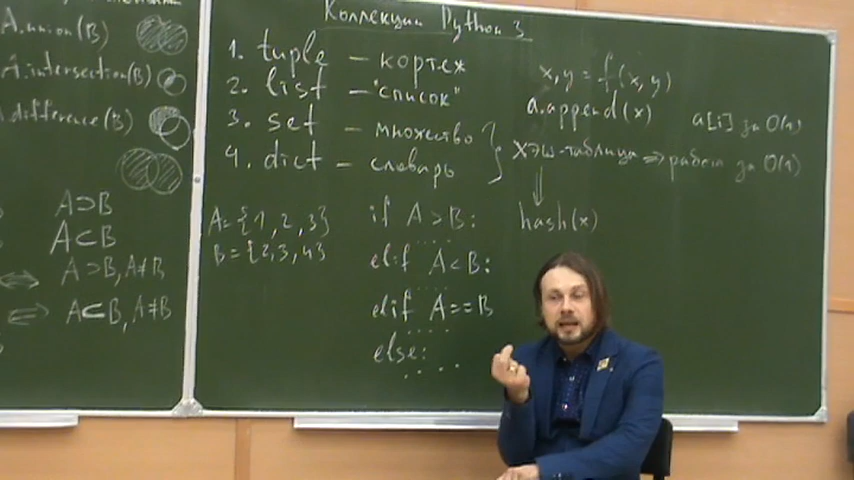 A.union(B)
A.intersection(B)
A.difference(B)
A⊃B
A⊂B
A⊃B, A≠B
⇔ A⊂B, A≠B
Коллекции Python 3
1. tuple — кортеж
2. list — "список"
3. set — множество
4. dict — словарь
A={1,2,3}
B={2,3,4}
if A>B:
....
elif A<B:
....
elif A==B
....
else:
....
x,y = f(x,y)
a.append(x)
a[i] за O(1)
хэш-таблица ⇒ работа за O(1)
hash(x)